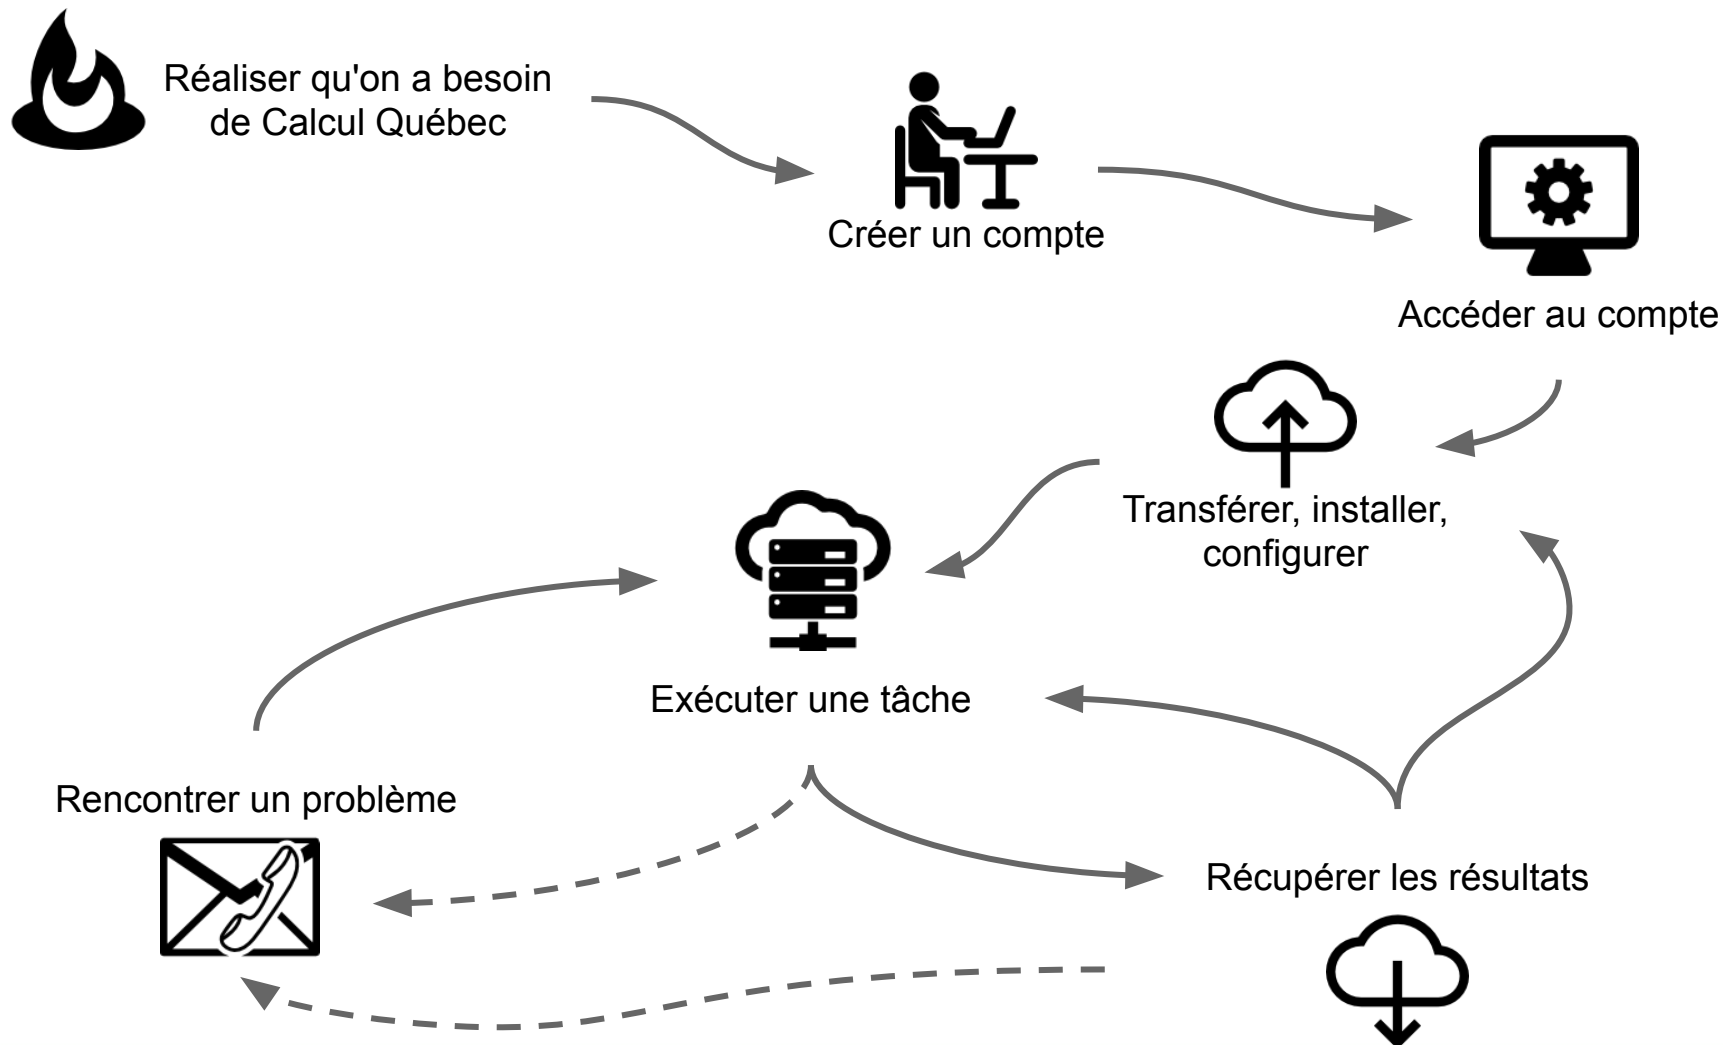 Réaliser qu'on a besoin
de Calcul Québec
Créer un compte
Accéder au compte
Transférer, installer,
configurer
Exécuter une tâche
Rencontrer un problème
Récupérer les résultats